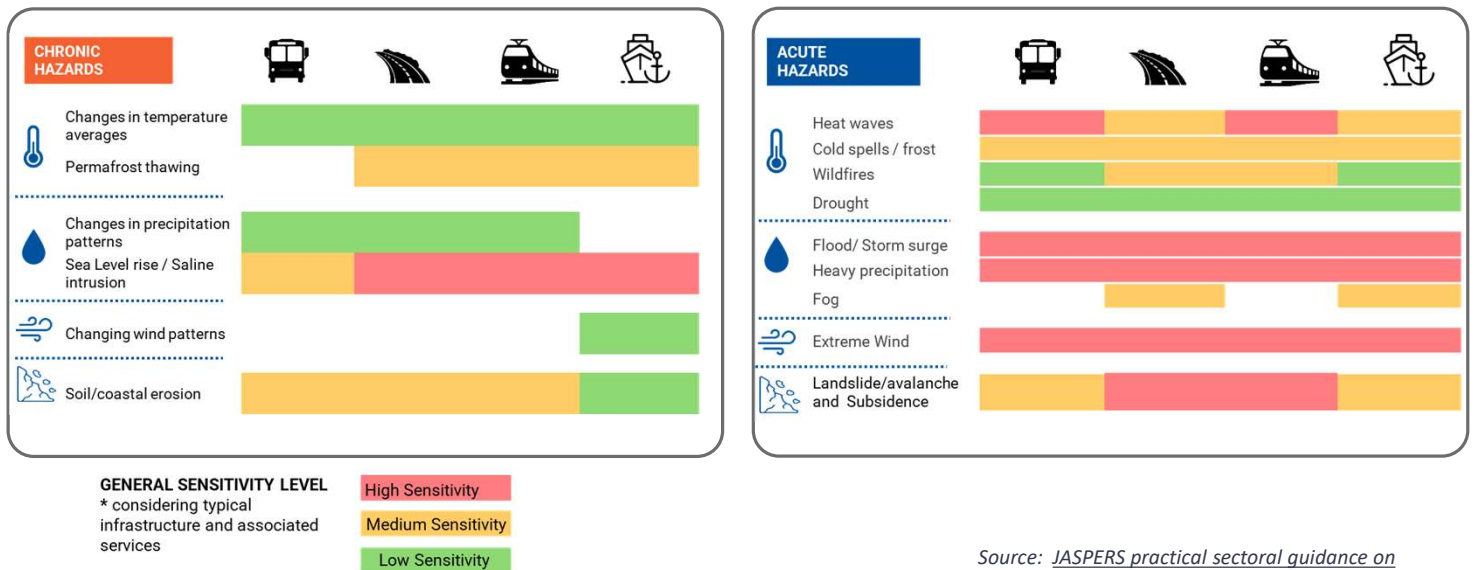 CHRONIC
HAZARDS
Changes in temperature
averages
Permafrost thawing
Changes in precipitation
patterns
Sea Level rise / Saline
intrusion
Changing wind patterns
Soil/coastal erosion
ACUTE
HAZARDS
Heat waves
Cold spells / frost
Wildfires
Drought
Flood/ Storm surge
Heavy precipitation
Fog
Extreme Wind
Landslide/avalanche
and Subsidence
GENERAL SENSITIVITY LEVEL
* considering typical
infrastructure and associated
services
High Sensitivity
Medium Sensitivity
Low Sensitivity
Source: JASPERS practical sectoral guidance on